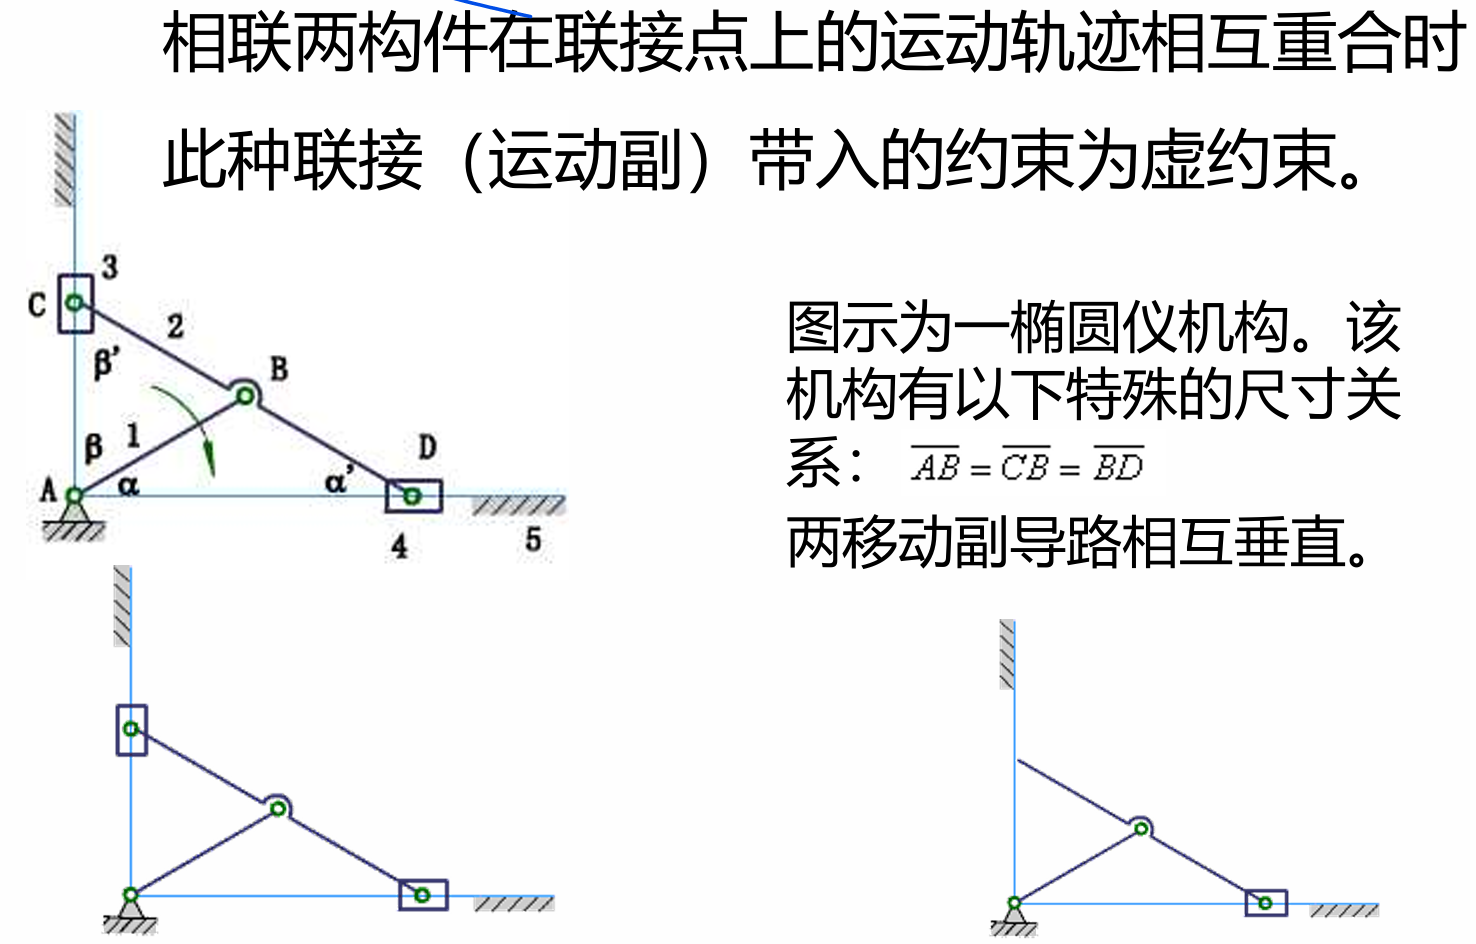 相联两构件在联接点上的运动轨迹相互重合时
此种联接（运动副）带入的约束为虚约束。
3
C
2
β'
B
β
1
D
A
α
α'
4
5
图示为一椭圆仪机构。该
机构有以下特殊的尺寸关
系： AB = CB = BD
两移动副导路相互垂直。